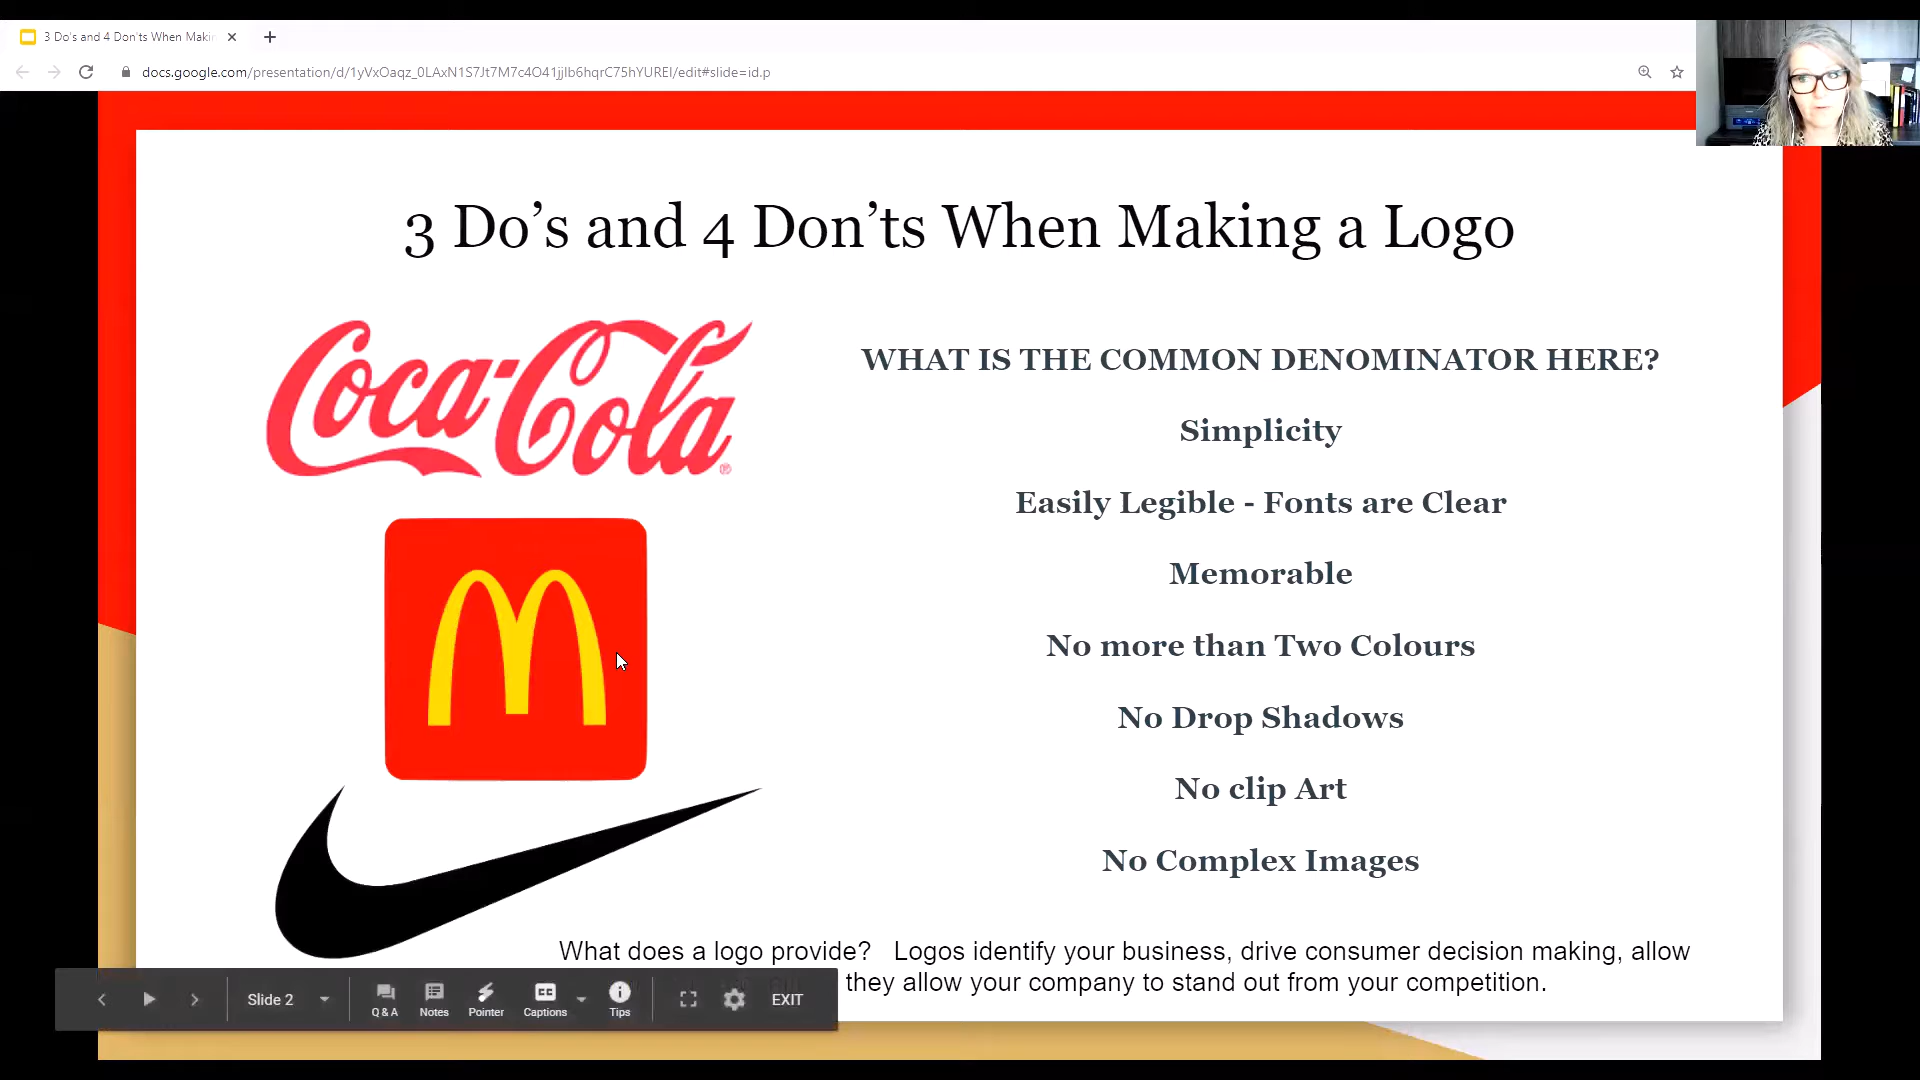 3 Do's and 4 Don'ts When Makin
docs.google.com/presentation/d/1yVxOaqz_0LAxN1S7Jt7M7c4O41jjIb6hqrC75hYUREI/edit#slide=id.p
3 Do’s and 4 Don’ts When Making a Logo
Coca-Cola
®
WHAT IS THE COMMON DENOMINATOR HERE?
Simplicity
Easily Legible - Fonts are Clear
Memorable
No more than Two Colours
No Drop Shadows
No clip Art
No Complex Images
What does a logo provide? Logos identify your business, drive consumer decision making, allow
they allow your company to stand out from your competition.
Slide 2
Q & A
Notes
Pointer
CC
Captions
Tips
EXIT